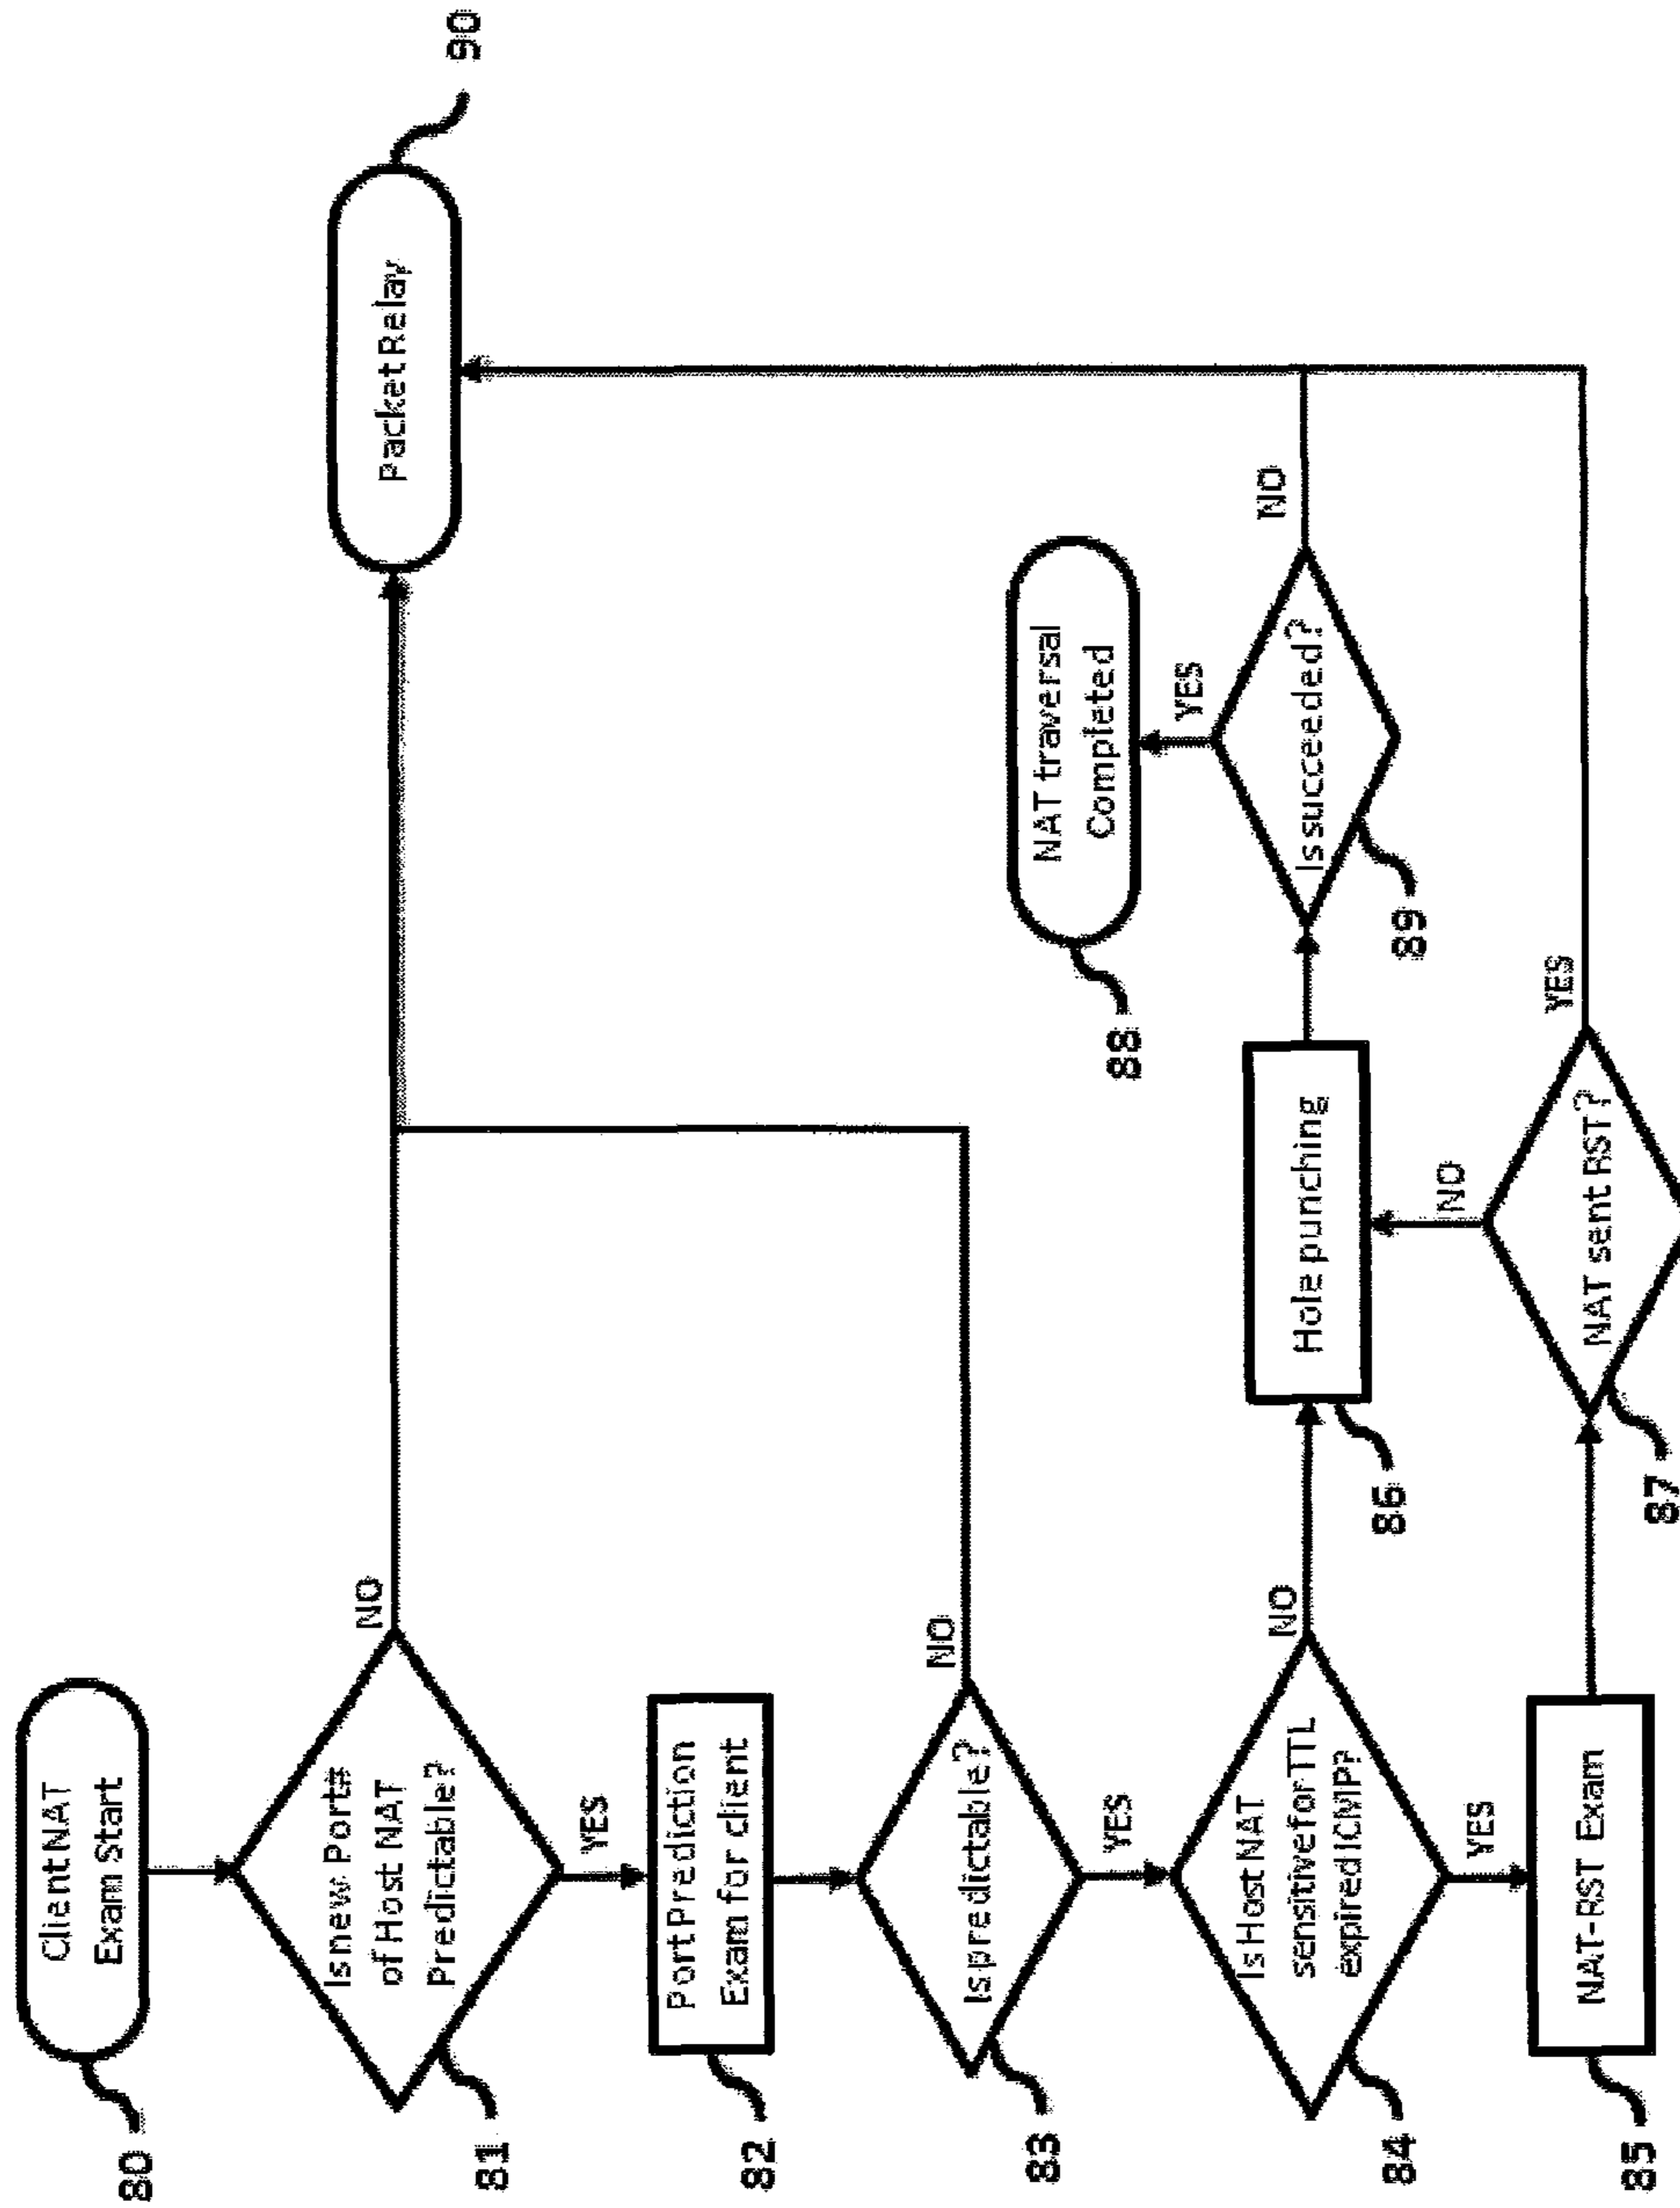 Client NAT
Exam Start
80
Is new Port#
of Host NAT
Predictable?
NO
81
YES
Port Prediction
Exam for client
82
Is predictable?
NO
83
YES
Is Host NAT
sensitive for TTL
expired ICMP?
NO
84
YES
NAT-RST Exam
85
Hole punching
86
NO
NAT sent RST?
YES
87
NAT traversal
Completed
88
YES
Is succeeded?
NO
89
Packet Relay
90